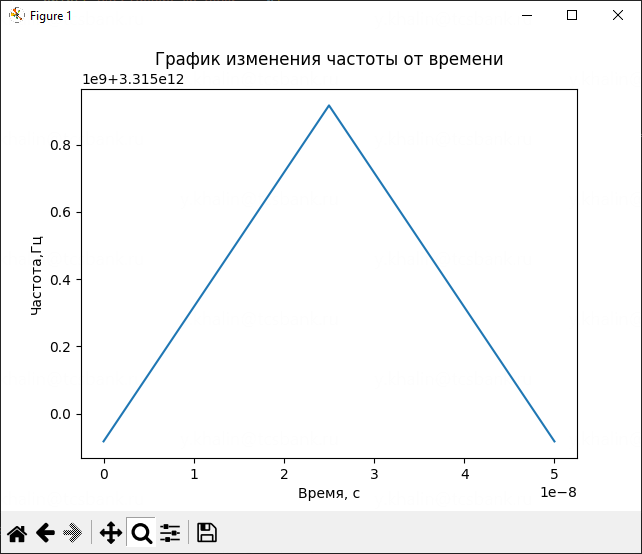 Figure 1
График изменения частоты от времени
1e9+3.315e12
0.8
0.6
0.4
0.2
0.0
Частота,Гц
0 1 2 3 4 5
Время, с
1e−8